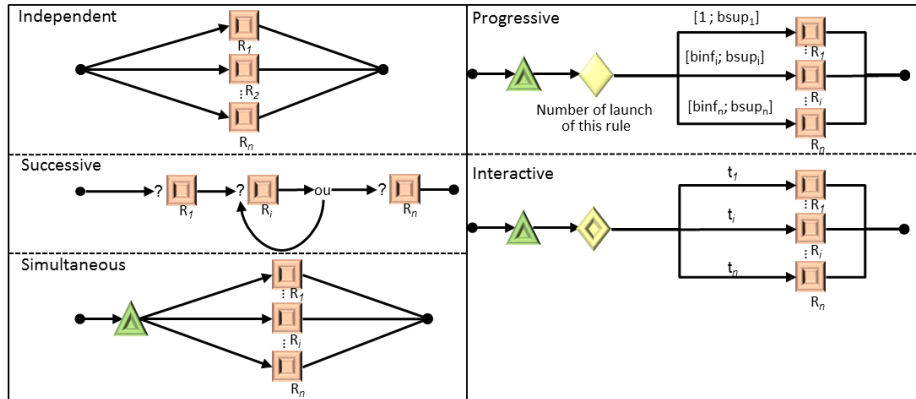 Independent
R1
⋮R2
⋮
Rn
Successive
? ? ou ?
R1 Ri Rn
Simultaneous
⋮R1
Ri
⋮
Rn
Progressive
[1 ; bsup1]
⋮R1
[binfi; bsupi]
⋮Ri
Number of launch
of this rule
[binfn; bsupn]
Rn
Interactive
t1
⋮R1
ti
⋮Ri
tn
Rn